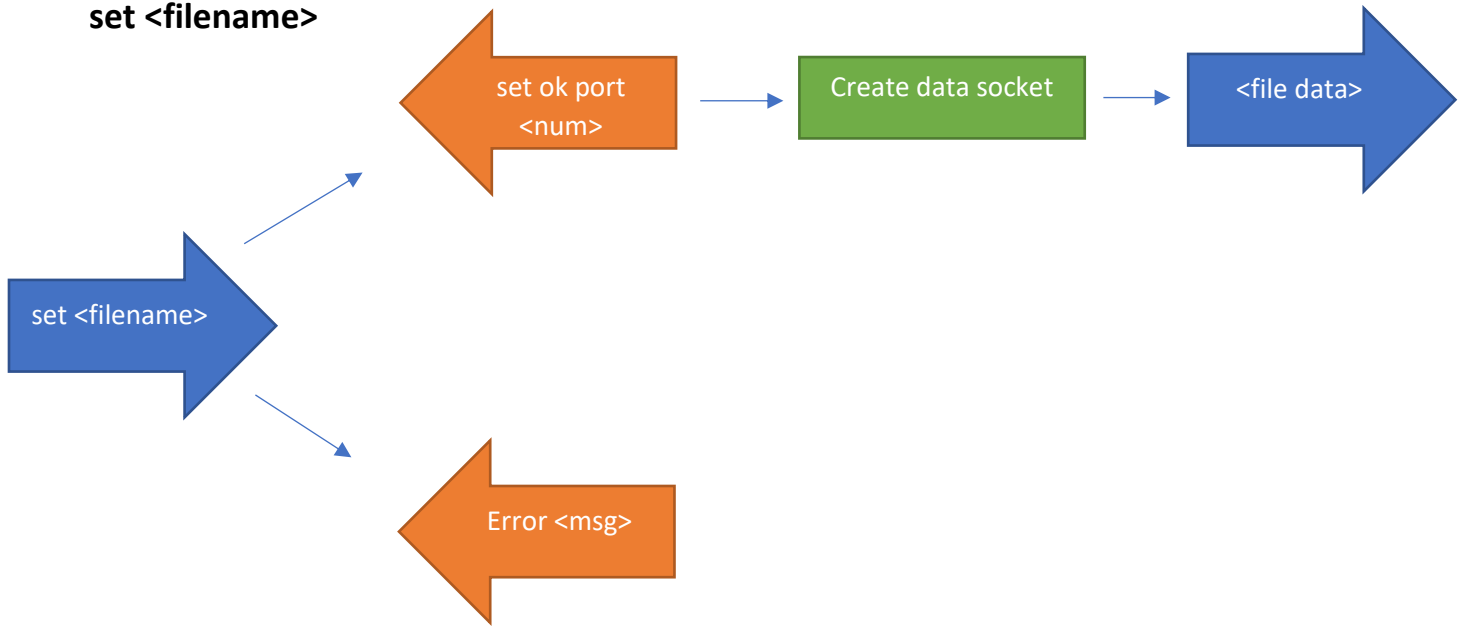 set <filename>
set ok port
<num>
Create data socket
<file data>
set <filename>
Error <msg>